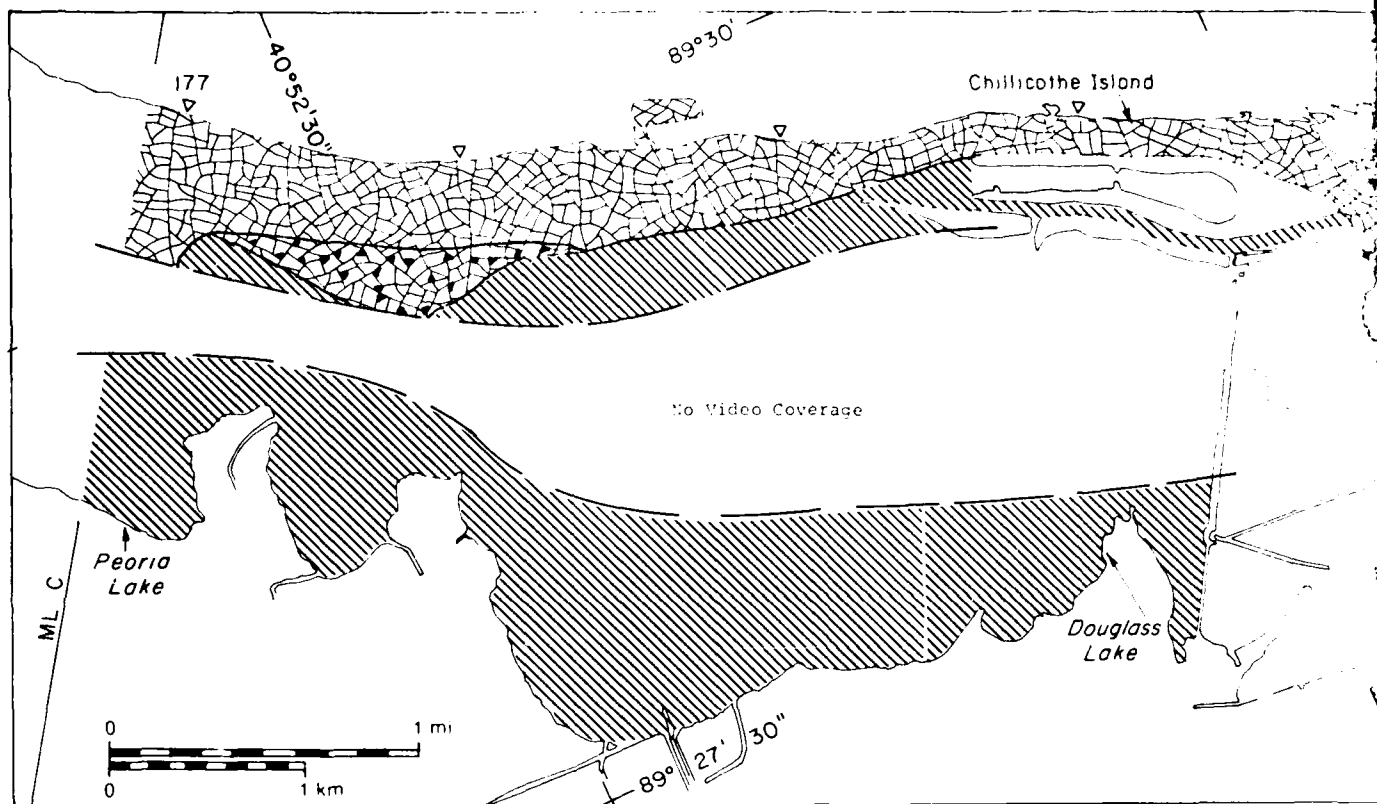 177
40°52'30"
89°30'
Chillicothe Island
No Video Coverage
Peoria
Lake
Douglass
Lake
ML C
0 1 mi
0 1 km
89° 27' 30"